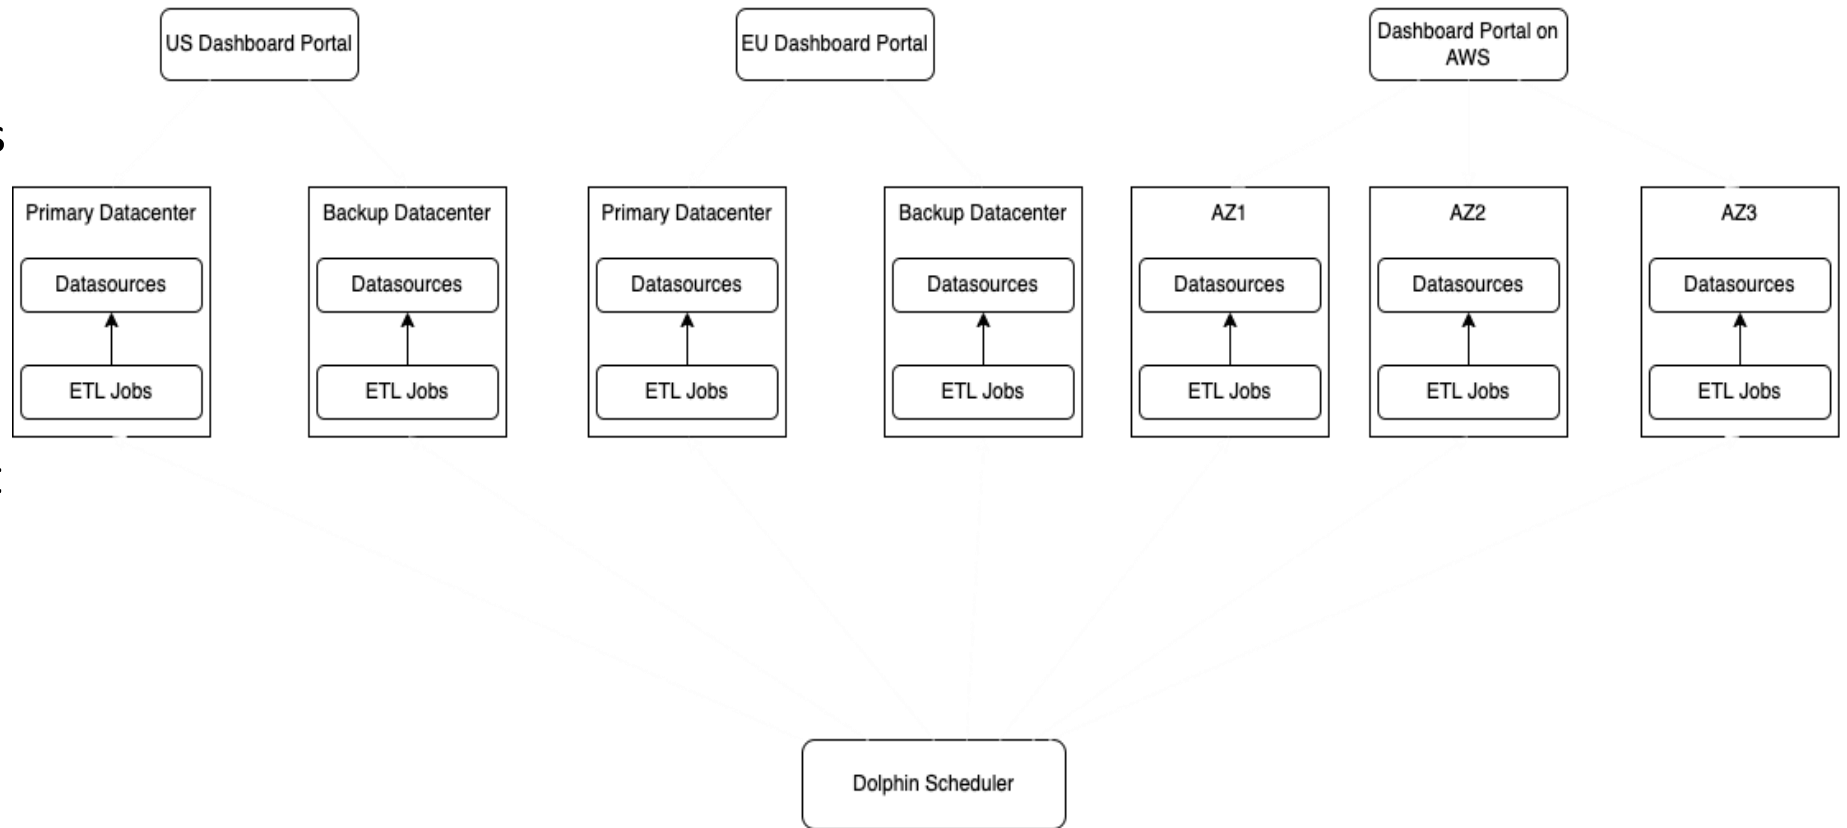 US Dashboard Portal
EU Dashboard Portal
Dashboard Portal on
AWS
s
Primary Datacenter
Backup Datacenter
Primary Datacenter
Backup Datacenter
AZ1
AZ2
AZ3
Datasources
Datasources
Datasources
Datasources
Datasources
Datasources
Datasources
ETL Jobs
ETL Jobs
ETL Jobs
ETL Jobs
ETL Jobs
ETL Jobs
ETL Jobs
Dolphin Scheduler